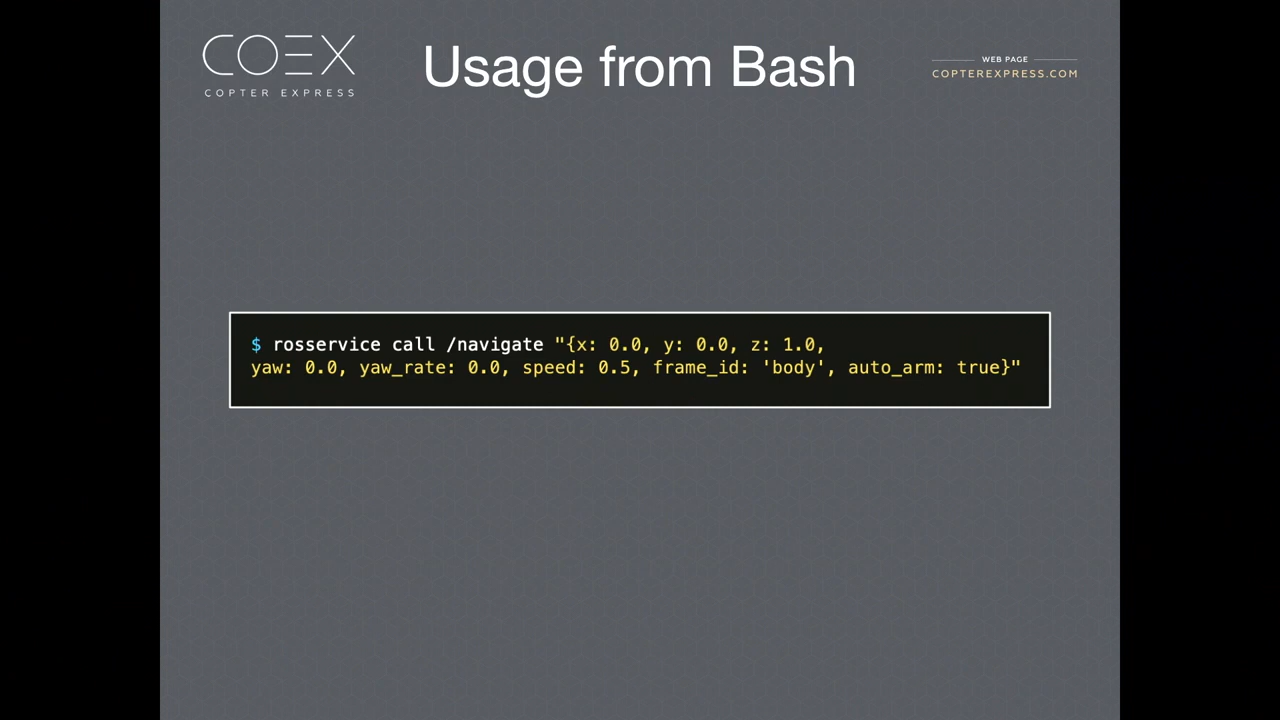 COEX
COPTER EXPRESS
Usage from Bash
WEB PAGE
COPTEREXPRESS.COM
$ rosservice call /navigate "{x: 0.0, y: 0.0, z: 1.0,
yaw: 0.0, yaw_rate: 0.0, speed: 0.5, frame_id: 'body', auto_arm: true}"